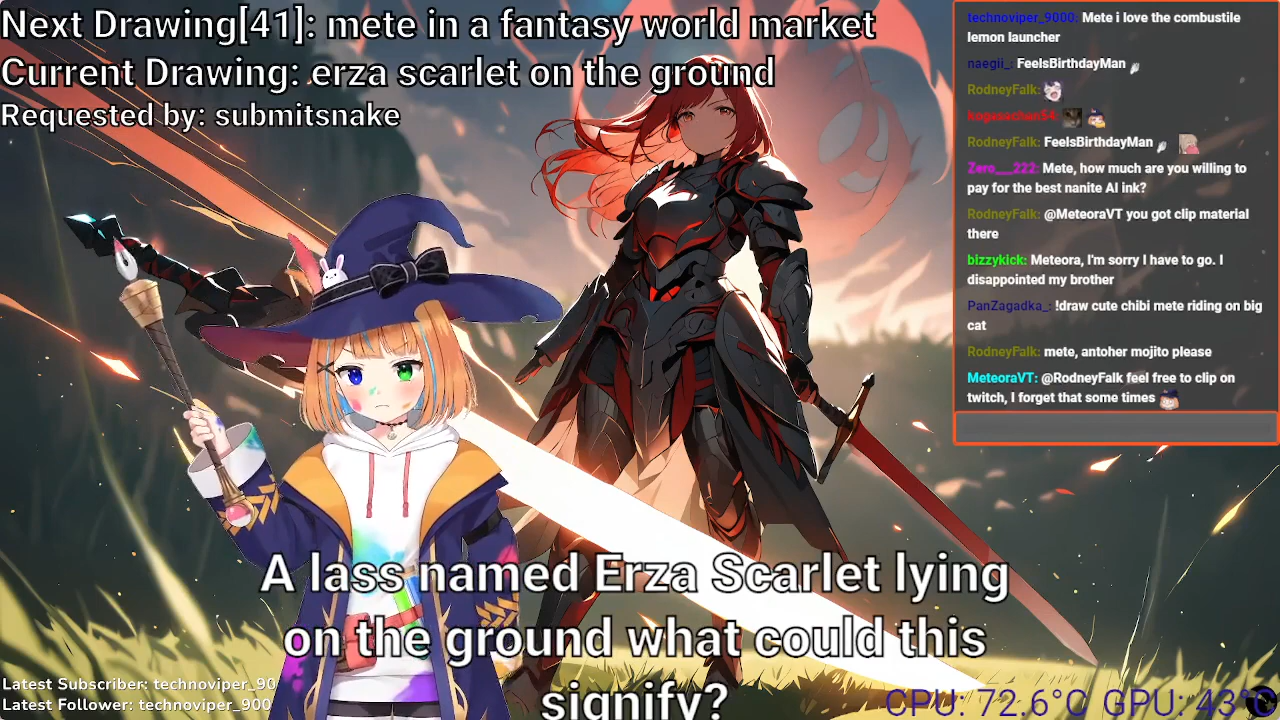 Next Drawing[41]: mete in a fantasy world market
Current Drawing: erza scarlet on the ground
Requested by: submitsnake
technoviper_9000: Mete i love the combustile
lemon launcher
naegii_: FeelsBirthdayMan
RodneyFalk:
kogasachan54:
RodneyFalk: FeelsBirthdayMan
Zero___222: Mete, how much are you willing to
pay for the best nanite AI ink?
RodneyFalk: @MeteoraVT you got clip material
there
bizzykick: Meteora, I'm sorry I have to go. I
disappointed my brother
PanZagadka_: !draw cute chibi mete riding on big
cat
RodneyFalk: mete, antoher mojito please
MeteoraVT: @RodneyFalk feel free to clip on
twitch, I forget that some times
A lass named Erza Scarlet lying
on the ground what could this
signify?
Latest Subscriber: technoviper_90
Latest Follower: technoviper_900
CPU: 72.6°C GPU: 43°C